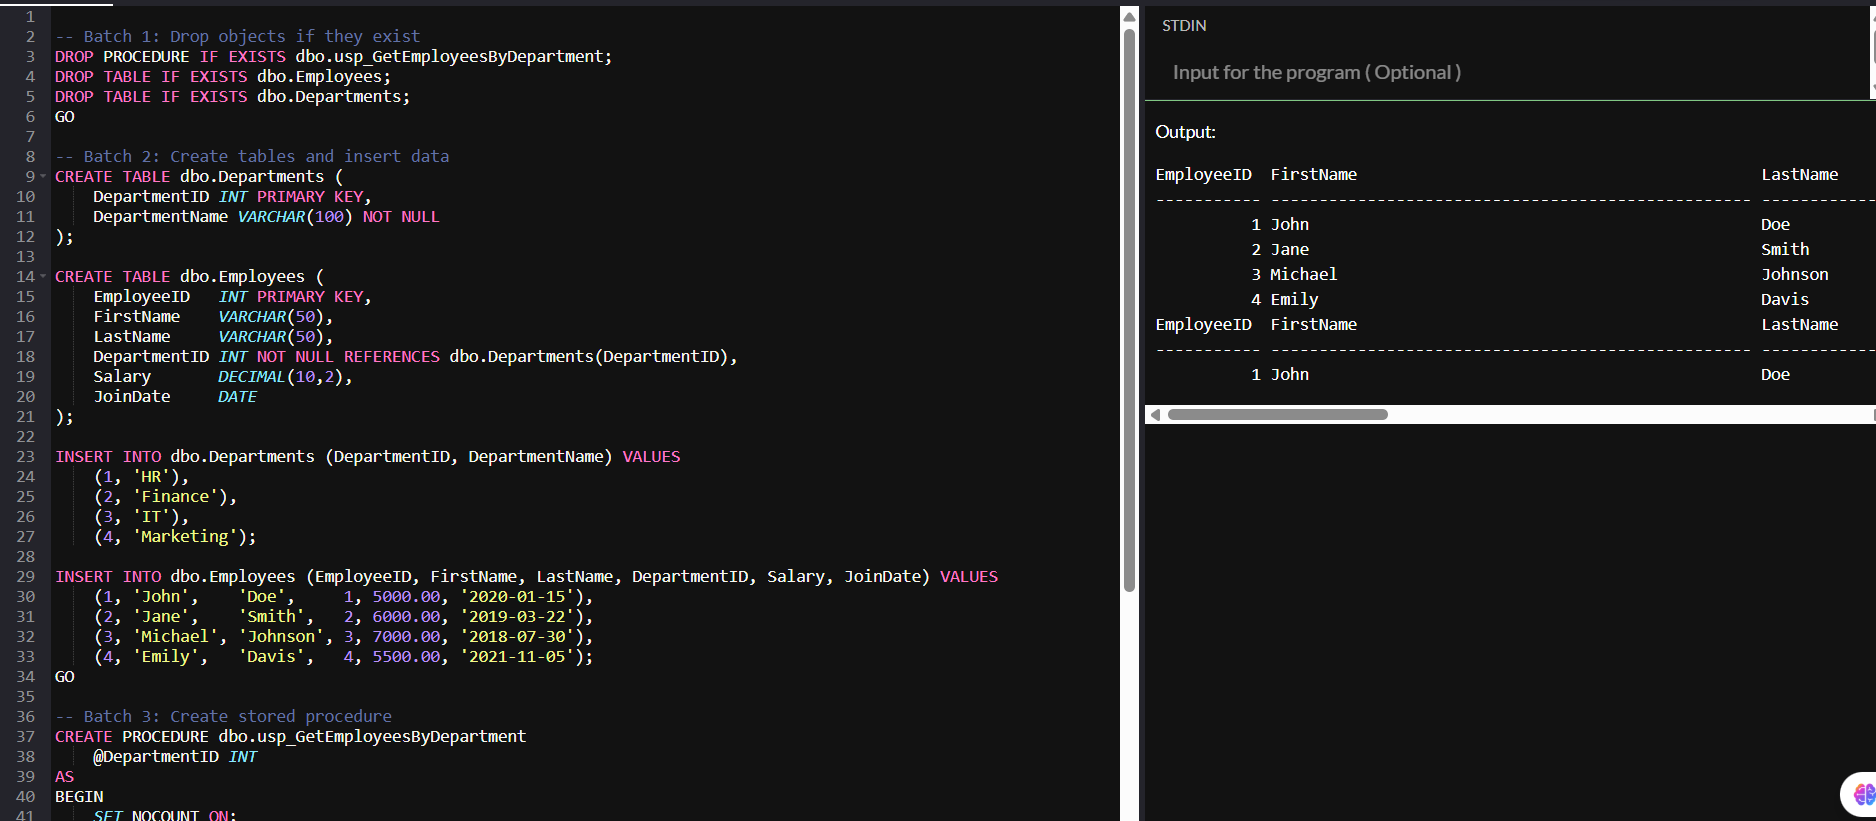 1
2 -- Batch 1: Drop objects if they exist
3 DROP PROCEDURE IF EXISTS dbo.usp_GetEmployeesByDepartment;
4 DROP TABLE IF EXISTS dbo.Employees;
5 DROP TABLE IF EXISTS dbo.Departments;
6 GO
7
8 -- Batch 2: Create tables and insert data
9 CREATE TABLE dbo.Departments (
10     DepartmentID INT PRIMARY KEY,
11     DepartmentName VARCHAR(100) NOT NULL
12 );
13
14 CREATE TABLE dbo.Employees (
15     EmployeeID   INT PRIMARY KEY,
16     FirstName    VARCHAR(50),
17     LastName     VARCHAR(50),
18     DepartmentID INT NOT NULL REFERENCES dbo.Departments(DepartmentID),
19     Salary       DECIMAL(10,2),
20     JoinDate     DATE
21 );
22
23 INSERT INTO dbo.Departments (DepartmentID, DepartmentName) VALUES
24     (1, 'HR'),
25     (2, 'Finance'),
26     (3, 'IT'),
27     (4, 'Marketing');
28
29 INSERT INTO dbo.Employees (EmployeeID, FirstName, LastName, DepartmentID, Salary, JoinDate) VALUES
30     (1, 'John',    'Doe',     1, 5000.00, '2020-01-15'),
31     (2, 'Jane',    'Smith',   2, 6000.00, '2019-03-22'),
32     (3, 'Michael', 'Johnson', 3, 7000.00, '2018-07-30'),
33     (4, 'Emily',   'Davis',   4, 5500.00, '2021-11-05');
34 GO
35
36 -- Batch 3: Create stored procedure
37 CREATE PROCEDURE dbo.usp_GetEmployeesByDepartment
38     @DepartmentID INT
39 AS
40 BEGIN
41     SET NOCOUNT ON;
STDIN
Input for the program ( Optional )
Output:
EmployeeID  FirstName                                          LastName
----------- -------------------------------------------------- ------------
          1 John                                               Doe
          2 Jane                                               Smith
          3 Michael                                            Johnson
          4 Emily                                              Davis
EmployeeID  FirstName                                          LastName
----------- -------------------------------------------------- ------------
          1 John                                               Doe